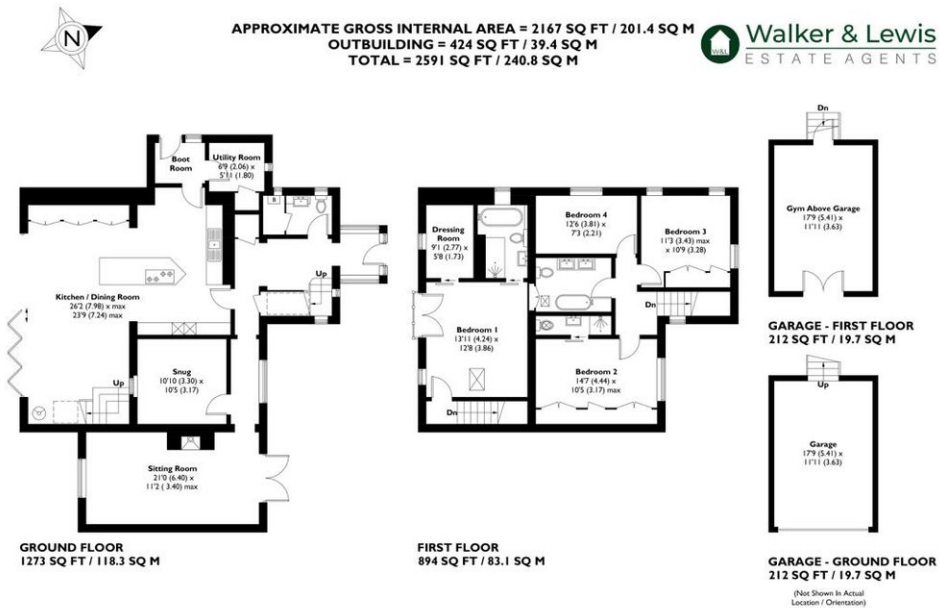 N
APPROXIMATE GROSS INTERNAL AREA = 2167 SQ FT / 201.4 SQ M
OUTBUILDING = 424 SQ FT / 39.4 SQ M
TOTAL = 2591 SQ FT / 240.8 SQ M
W&L
Walker & Lewis
ESTATE AGENTS
Boot
Room
Utility Room
6'9 (2.06) x
5'11 (1.80)
B
Up
Kitchen / Dining Room
26'2 (7.98) x max
23'9 (7.24) max
Snug
10'10 (3.30) x
10'5 (3.17)
Up
Sitting Room
21'0 (6.40) x
11'2 ( 3.40) max
GROUND FLOOR
1273 SQ FT / 118.3 SQ M
Dressing
Room
9'1 (2.77) x
5'8 (1.73)
12'6 (3.81) x
7'3 (2.21)
Bedroom 4
Bedroom 3
11'3 (3.43) max
x 10'9 (3.28)
Dn
Bedroom 1
13'11 (4.24) x
12'8 (3.86)
Bedroom 2
14'7 (4.44) x
10'5 (3.17) max
Dn
FIRST FLOOR
894 SQ FT / 83.1 SQ M
Dn
Gym Above Garage
17'9 (5.41) x
11'11 (3.63)
GARAGE - FIRST FLOOR
212 SQ FT / 19.7 SQ M
Up
Garage
17'9 (5.41) x
11'11 (3.63)
GARAGE - GROUND FLOOR
212 SQ FT / 19.7 SQ M
(Not Shown In Actual
Location / Orientation)